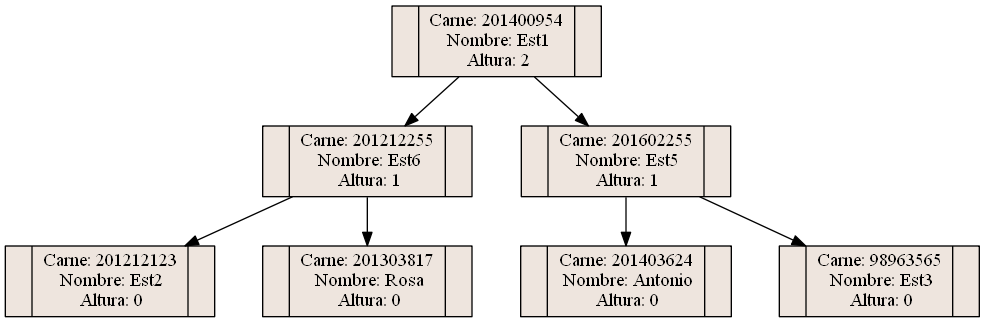 Carne: 201400954
Nombre: Est1
Altura: 2
Carne: 201212255
Nombre: Est6
Altura: 1
Carne: 201602255
Nombre: Est5
Altura: 1
Carne: 201212123
Nombre: Est2
Altura: 0
Carne: 201303817
Nombre: Rosa
Altura: 0
Carne: 201403624
Nombre: Antonio
Altura: 0
Carne: 98963565
Nombre: Est3
Altura: 0